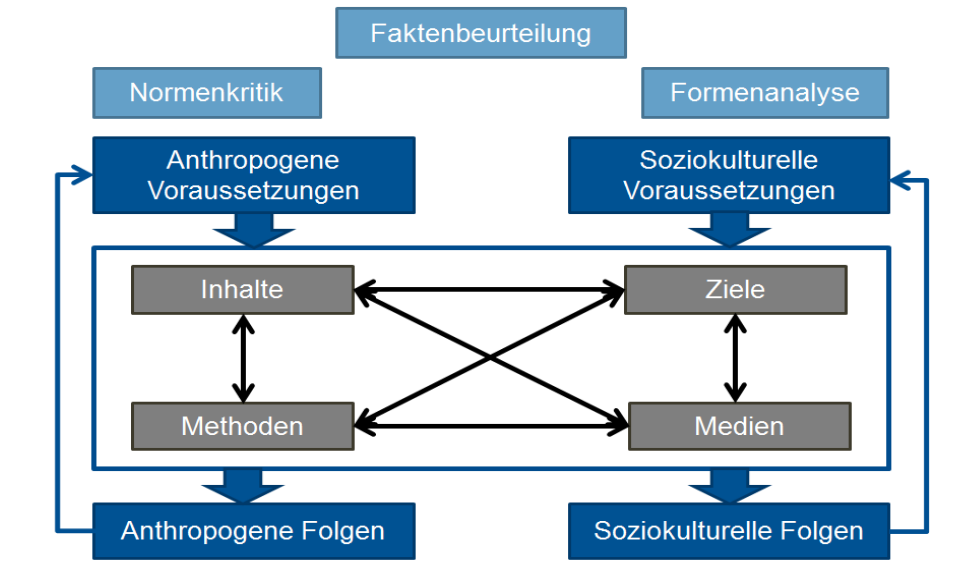 Faktenbeurteilung
Normenkritik
Formenanalyse
Anthropogene
Voraussetzungen
Soziokulturelle
Voraussetzungen
Inhalte
Ziele
Methoden
Medien
Anthropogene Folgen
Soziokulturelle Folgen